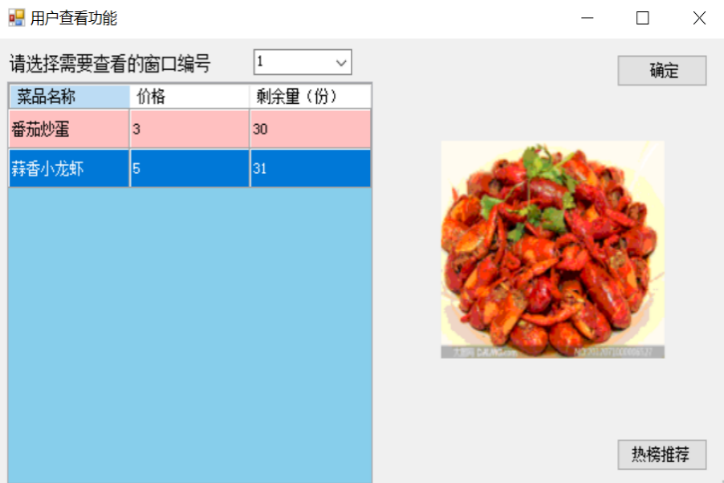 用户查看功能
请选择需要查看的窗口编号 1 确定
菜品名称 价格 剩余量（份）
番茄炒蛋 3 30
蒜香小龙虾 5 31
热榜推荐